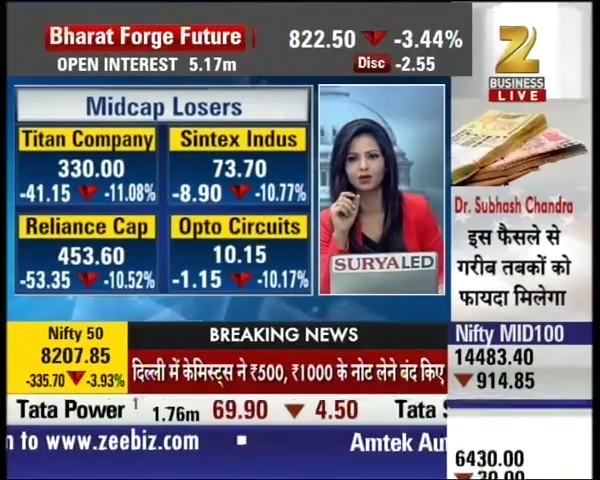 Bharat Forge Future
822.50 -3.44%
OPEN INTEREST 5.17m
Disc -2.55
Z
BUSINESS
LIVE
Midcap Losers
Titan Company
330.00
-41.15 -11.08%
Sintex Indus
73.70
-8.90 -10.77%
Reliance Cap
453.60
-53.35 -10.52%
Opto Circuits
10.15
-1.15 -10.17%
SURYA LED
Dr. Subhash Chandra
इस फैसले से
गरीब तबकों को
फायदा मिलेगा
Nifty 50
8207.85
-335.70 -3.93%
BREAKING NEWS
दिल्ली में केमिस्ट्स ने ₹500, ₹1000 के नोट लेने बंद किए
Nifty MID100
14483.40
914.85
Tata Power 1.76m 69.90 4.50 Tata
n to www.zeebiz.com Amtek Au
6430.00